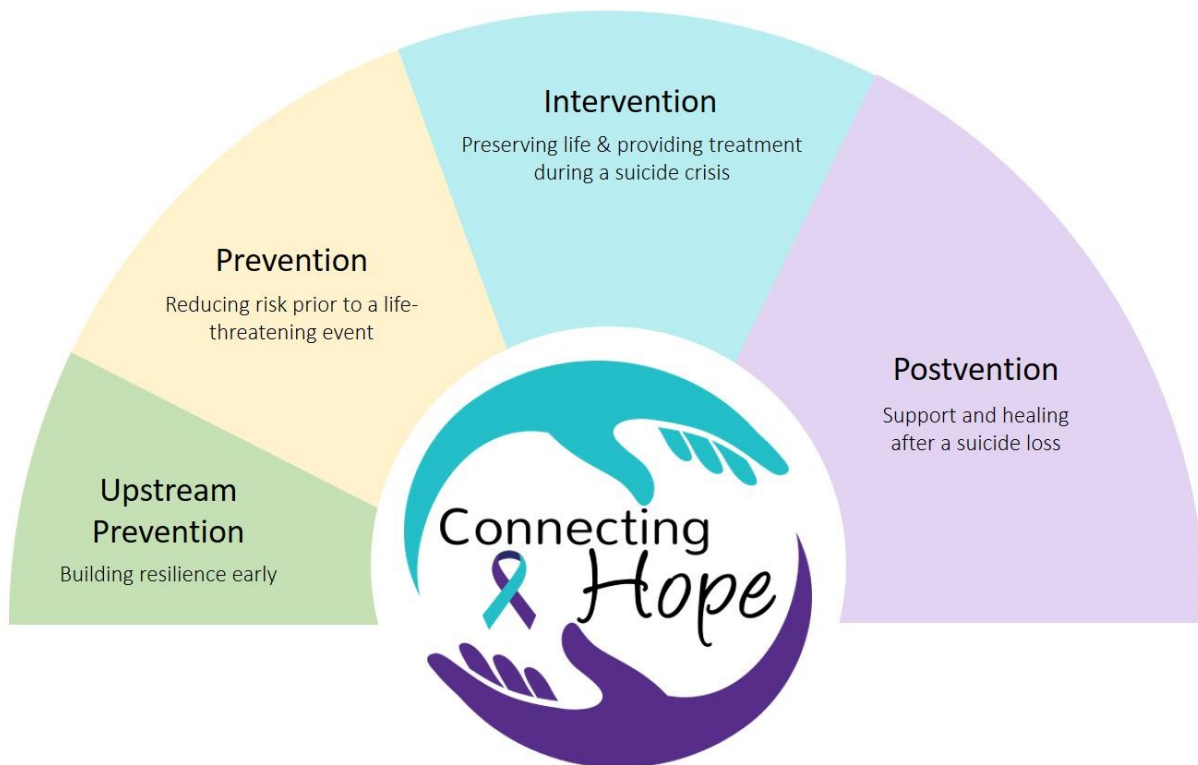 Upstream
Prevention
Building resilience early
Prevention
Reducing risk prior to a life-
threatening event
Intervention
Preserving life & providing treatment
during a suicide crisis
Postvention
Support and healing
after a suicide loss
Connecting
Hope